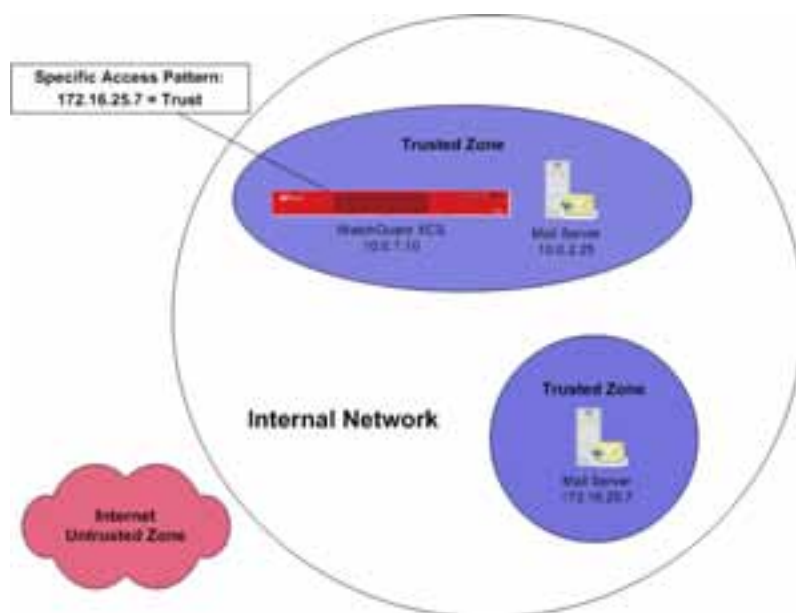 Specific Access Pattern:
172.16.25.7 = Trust
Trusted Zone
WatchGuard XCS
10.0.1.10
Mail Server
10.0.2.25
Internal Network
Trusted Zone
Mail Server
172.16.25.7
Internet
Untrusted Zone